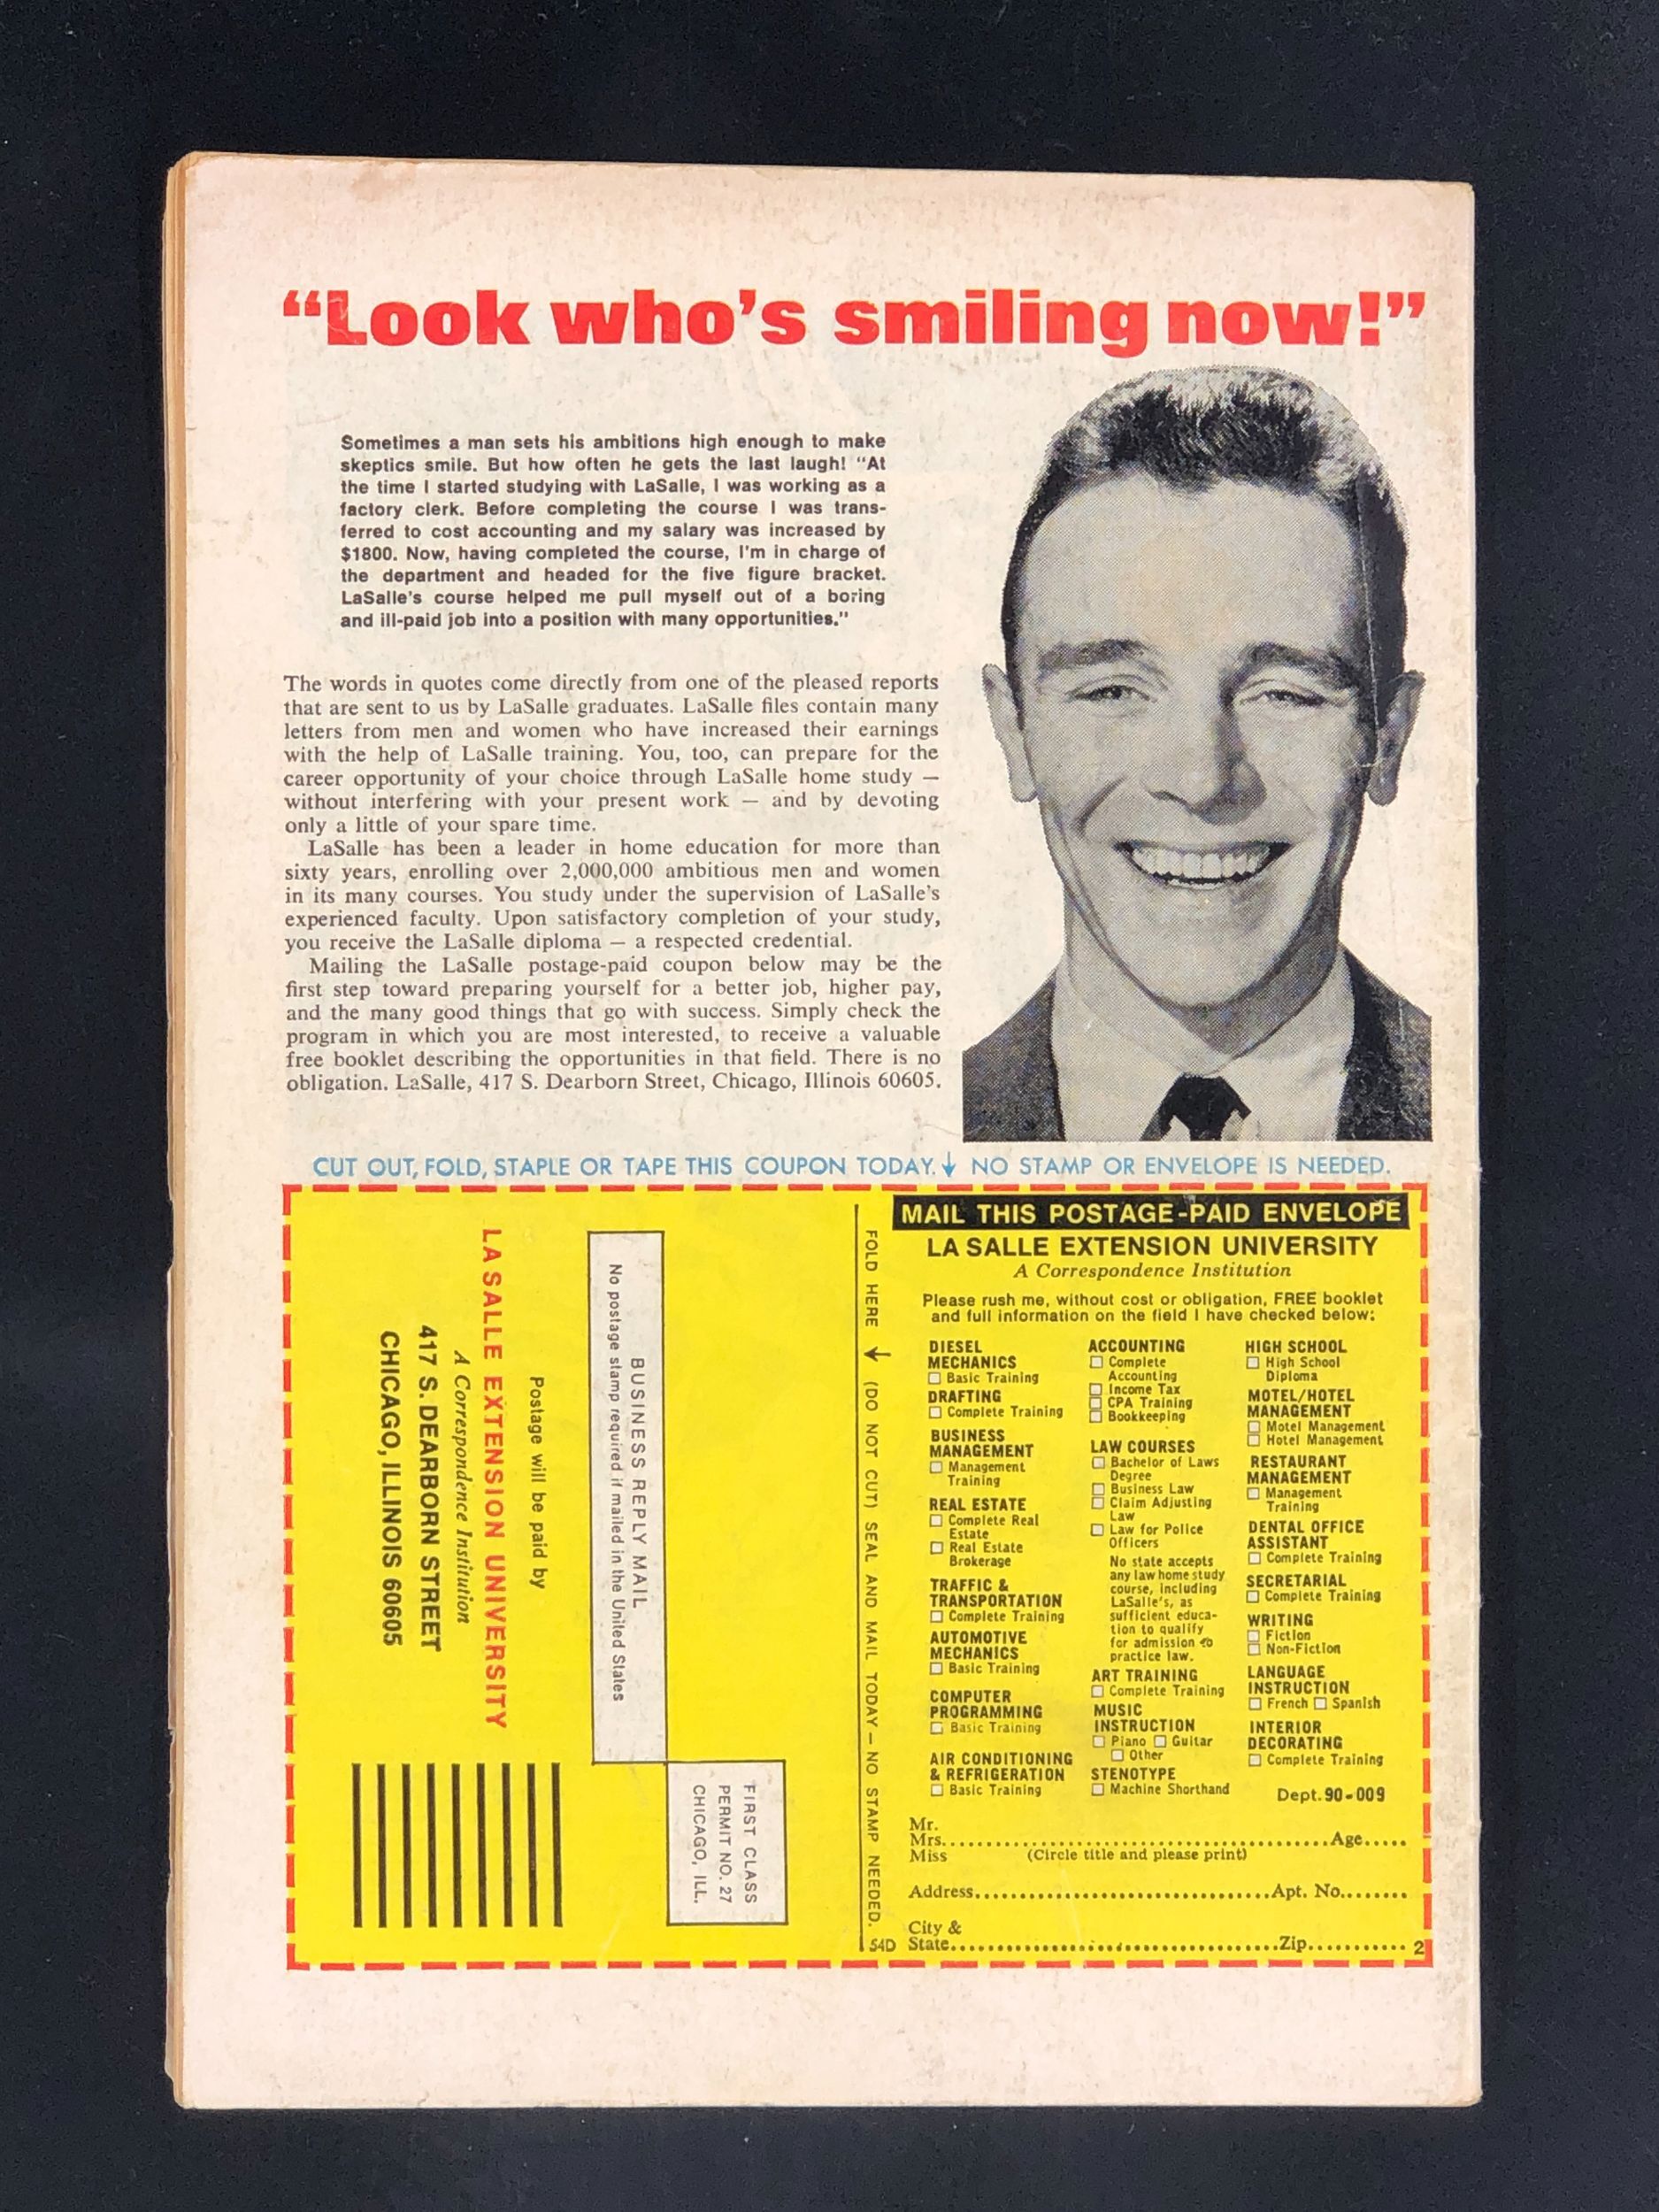 “Look who’s smiling now!”
Sometimes a man sets his ambitions high enough to make
skeptics smile. But how often he gets the last laugh! “At
the time I started studying with LaSalle, I was working as a
factory clerk. Before completing the course I was trans-
ferred to cost accounting and my salary was increased by
$1800. Now, having completed the course, I’m in charge of
the department and headed for the five figure bracket.
LaSalle’s course helped me pull myself out of a boring
and ill-paid job into a position with many opportunities.”
The words in quotes come directly from one of the pleased reports
that are sent to us by LaSalle graduates. LaSalle files contain many
letters from men and women who have increased their earnings
with the help of LaSalle training. You, too, can prepare for the
career opportunity of your choice through LaSalle home study —
without interfering with your present work — and by devoting
only a little of your spare time.
LaSalle has been a leader in home education for more than
sixty years, enrolling over 2,000,000 ambitious men and women
in its many courses. You study under the supervision of LaSalle’s
experienced faculty. Upon satisfactory completion of your study,
you receive the LaSalle diploma — a respected credential.
Mailing the LaSalle postage-paid coupon below may be the
first step toward preparing yourself for a better job, higher pay,
and the many good things that go with success. Simply check the
program in which you are most interested, to receive a valuable
free booklet describing the opportunities in that field. There is no
obligation. LaSalle, 417 S. Dearborn Street, Chicago, Illinois 60605.
CUT OUT, FOLD, STAPLE OR TAPE THIS COUPON TODAY. ↓ NO STAMP OR ENVELOPE IS NEEDED.
FIRST CLASS
PERMIT NO. 27
CHICAGO, ILL.
BUSINESS REPLY MAIL
No postage stamp required if mailed in the United States
Postage will be paid by
LA SALLE EXTENSION UNIVERSITY
A Correspondence Institution
417 S. DEARBORN STREET
CHICAGO, ILLINOIS 60605
FOLD HERE ← (DO NOT CUT) SEAL AND MAIL TODAY — NO STAMP NEEDED.
54D
MAIL THIS POSTAGE-PAID ENVELOPE
LA SALLE EXTENSION UNIVERSITY
A Correspondence Institution
Please rush me, without cost or obligation, FREE booklet
and full information on the field I have checked below:
DIESEL
MECHANICS
☐ Basic Training
DRAFTING
☐ Complete Training
BUSINESS
MANAGEMENT
☐ Management
Training
REAL ESTATE
☐ Complete Real
Estate
☐ Real Estate
Brokerage
TRAFFIC &
TRANSPORTATION
☐ Complete Training
AUTOMOTIVE
MECHANICS
☐ Basic Training
COMPUTER
PROGRAMMING
☐ Basic Training
AIR CONDITIONING
& REFRIGERATION
☐ Basic Training
ACCOUNTING
☐ Complete
Accounting
☐ Income Tax
☐ CPA Training
☐ Bookkeeping
LAW COURSES
☐ Bachelor of Laws
Degree
☐ Business Law
☐ Claim Adjusting
Law
☐ Law for Police
Officers
No state accepts
any law home study
course, including
LaSalle’s, as
sufficient educa-
tion to qualify
for admission to
practice law.
ART TRAINING
☐ Complete Training
MUSIC
INSTRUCTION
☐ Piano ☐ Guitar
☐ Other
STENOTYPE
☐ Machine Shorthand
HIGH SCHOOL
☐ High School
Diploma
MOTEL/HOTEL
MANAGEMENT
☐ Motel Management
☐ Hotel Management
RESTAURANT
MANAGEMENT
☐ Management
Training
DENTAL OFFICE
ASSISTANT
☐ Complete Training
SECRETARIAL
☐ Complete Training
WRITING
☐ Fiction
☐ Non-Fiction
LANGUAGE
INSTRUCTION
☐ French ☐ Spanish
INTERIOR
DECORATING
☐ Complete Training
Dept. 90-009
Mr.
Mrs. Age
Miss (Circle title and please print)
Address Apt. No.
City &
State Zip 2